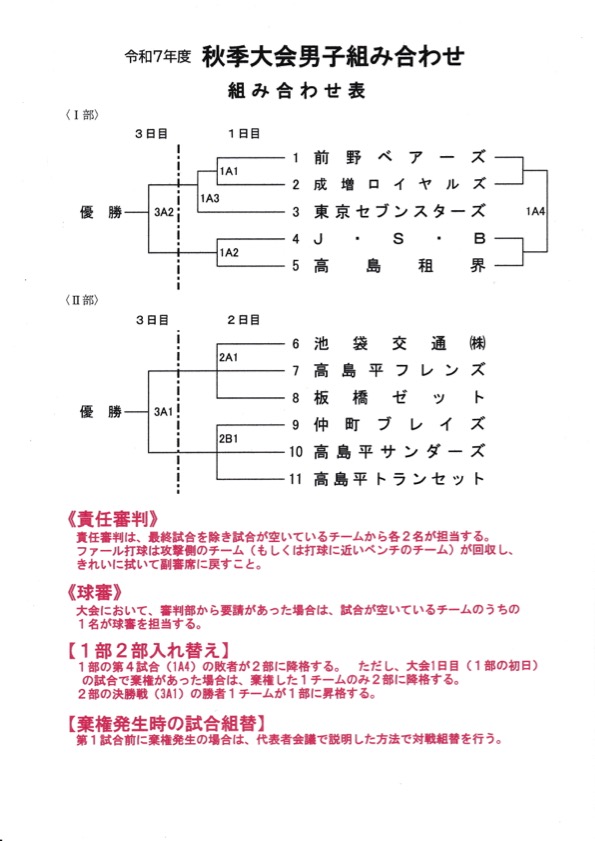 令和7年度 秋季大会男子組み合わせ
組み合わせ表
〈Ⅰ部〉
3日目 1日目
1 前野ベアーズ
1A1
2 成増ロイヤルズ
1A3
優勝 3A2 3 東京セブンスターズ 1A4
4 J・S・B
1A2
5 高島租界
〈Ⅱ部〉
3日目 2日目
6 池袋交通㈱
2A1
7 高島平フレンズ
8 板橋ゼット
優勝 3A1
9 仲町ブレイズ
2B1
10 高島平サンダーズ
11 高島平トランセット
《責任審判》
責任審判は、最終試合を除き試合が空いているチームから各2名が担当する。
ファール打球は攻撃側のチーム（もしくは打球に近いベンチのチーム）が回収し、
きれいに拭いて副審席に戻すこと。
《球審》
大会において、審判部から要請があった場合は、試合が空いているチームのうちの
1名が球審を担当する。
【1部2部入れ替え】
1部の第4試合（1A4）の敗者が2部に降格する。 ただし、大会1日目（1部の初日）
の試合で棄権があった場合は、棄権した1チームのみ2部に降格する。
2部の決勝戦（3A1）の勝者1チームが1部に昇格する。
【棄権発生時の試合組替】
第1試合前に棄権発生の場合は、代表者会議で説明した方法で対戦組替を行う。